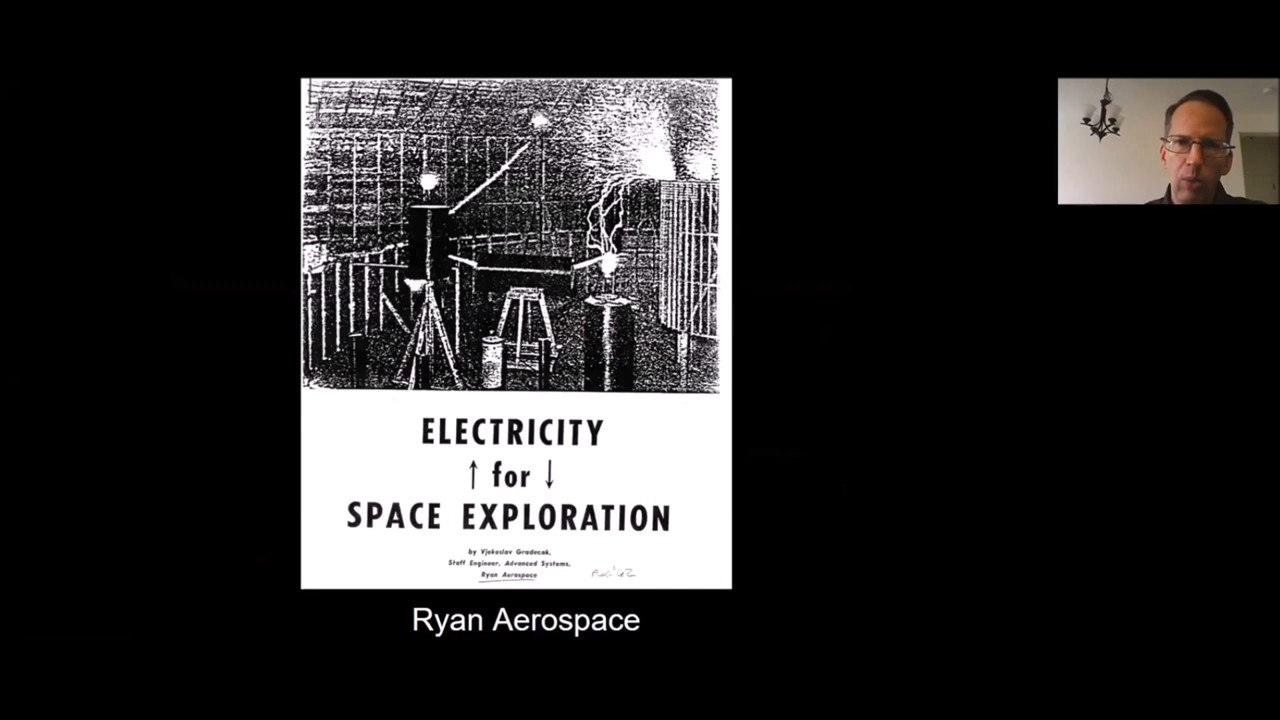 ELECTRICITY
↑ for ↓
SPACE EXPLORATION
by Vjekoslav Gradecak,
Staff Engineer, Advanced Systems,
Ryan Aerospace
Ryan Aerospace